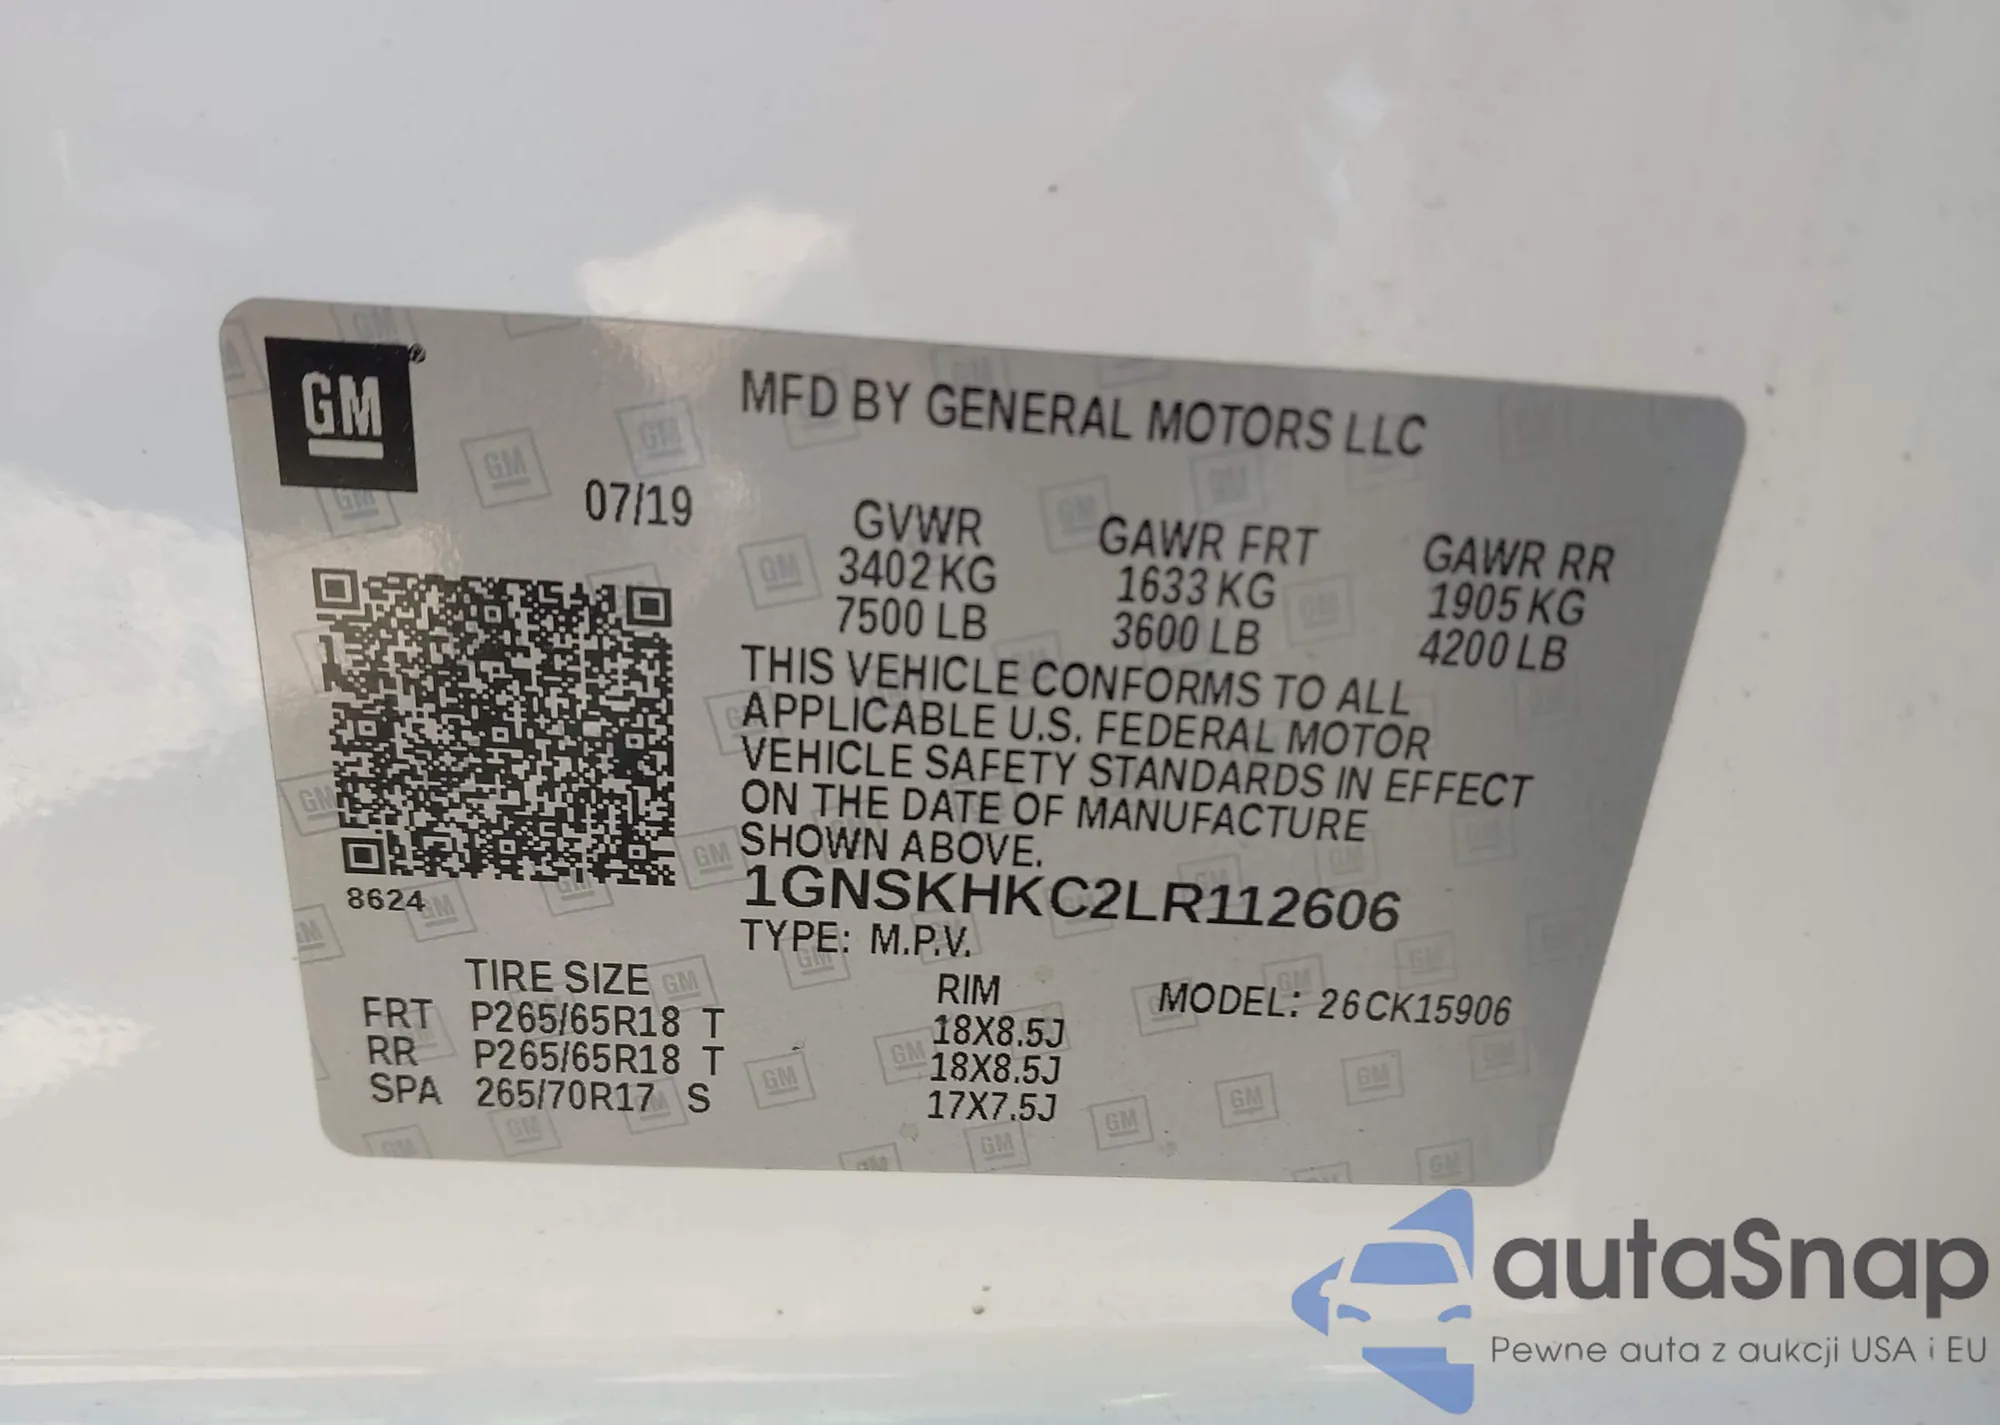 GM
MFD BY GENERAL MOTORS LLC
07/19
GVWR GAWR FRT GAWR RR
3402 KG 1633 KG 1905 KG
7500 LB 3600 LB 4200 LB
THIS VEHICLE CONFORMS TO ALL
APPLICABLE U.S. FEDERAL MOTOR
VEHICLE SAFETY STANDARDS IN EFFECT
ON THE DATE OF MANUFACTURE
SHOWN ABOVE.
1GNSKHKC2LR112606
8624
TYPE: M.P.V.
TIRE SIZE RIM MODEL: 26CK15906
FRT P265/65R18 T 18X8.5J
RR P265/65R18 T 18X8.5J
SPA 265/70R17 S 17X7.5J
autaSnap
Pewne auta z aukcji USA i EU